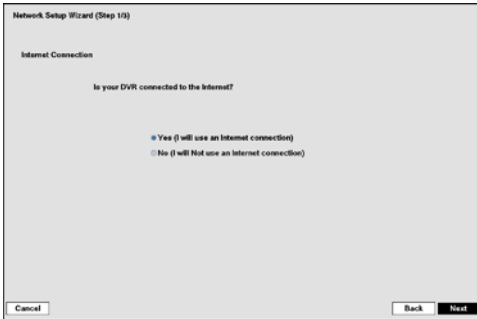 Network Setup Wizard (Step 1/3)
Internet Connection
Is your DVR connected to the Internet?
Yes (I will use an Internet connection)
No (I will Not use an Internet connection)
Cancel Back Next